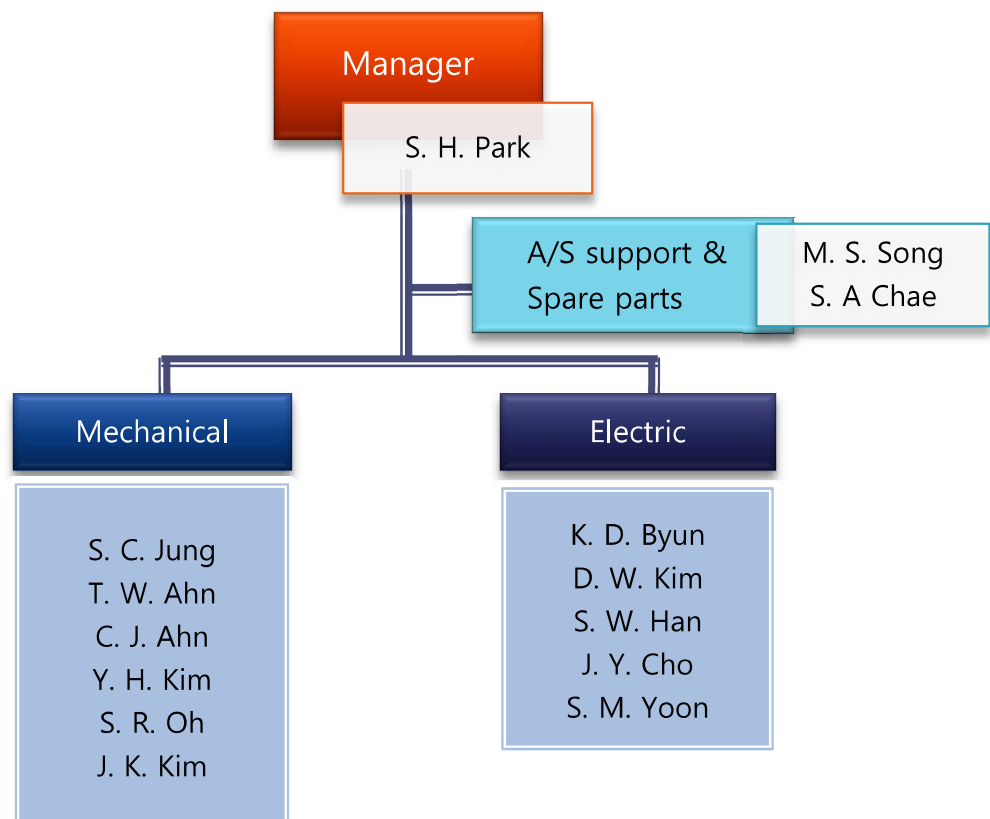 Manager
S. H. Park
A/S support &
Spare parts
M. S. Song
S. A Chae
Mechanical
S. C. Jung
T. W. Ahn
C. J. Ahn
Y. H. Kim
S. R. Oh
J. K. Kim
Electric
K. D. Byun
D. W. Kim
S. W. Han
J. Y. Cho
S. M. Yoon